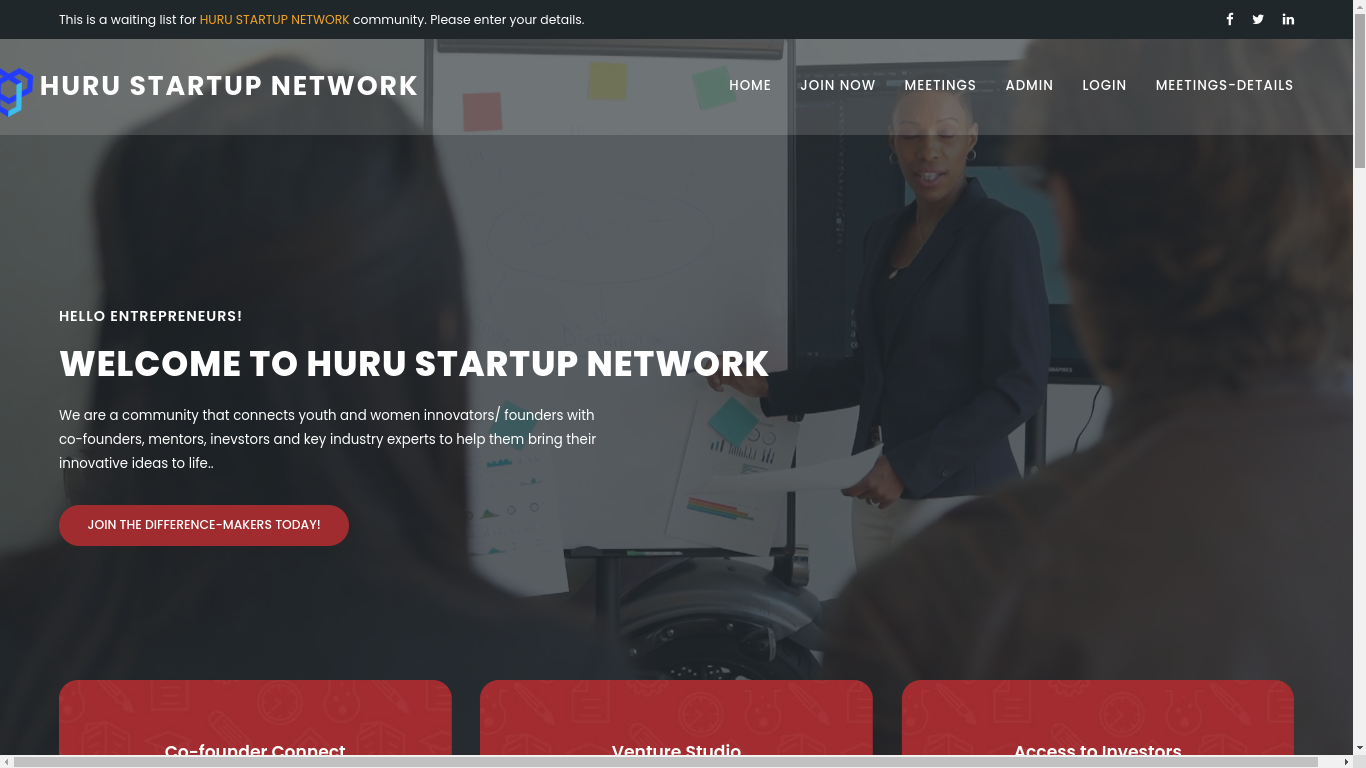 This is a waiting list for HURU STARTUP NETWORK community. Please enter your details.
HURU STARTUP NETWORK
HOME
JOIN NOW
MEETINGS
ADMIN
LOGIN
MEETINGS-DETAILS
HELLO ENTREPRENEURS!
WELCOME TO HURU STARTUP NETWORK
We are a community that connects youth and women innovators/ founders with
co-founders, mentors, inevstors and key industry experts to help them bring their
innovative ideas to life..
JOIN THE DIFFERENCE-MAKERS TODAY!
Co-founder Connect
Venture Studio
Access to Investors